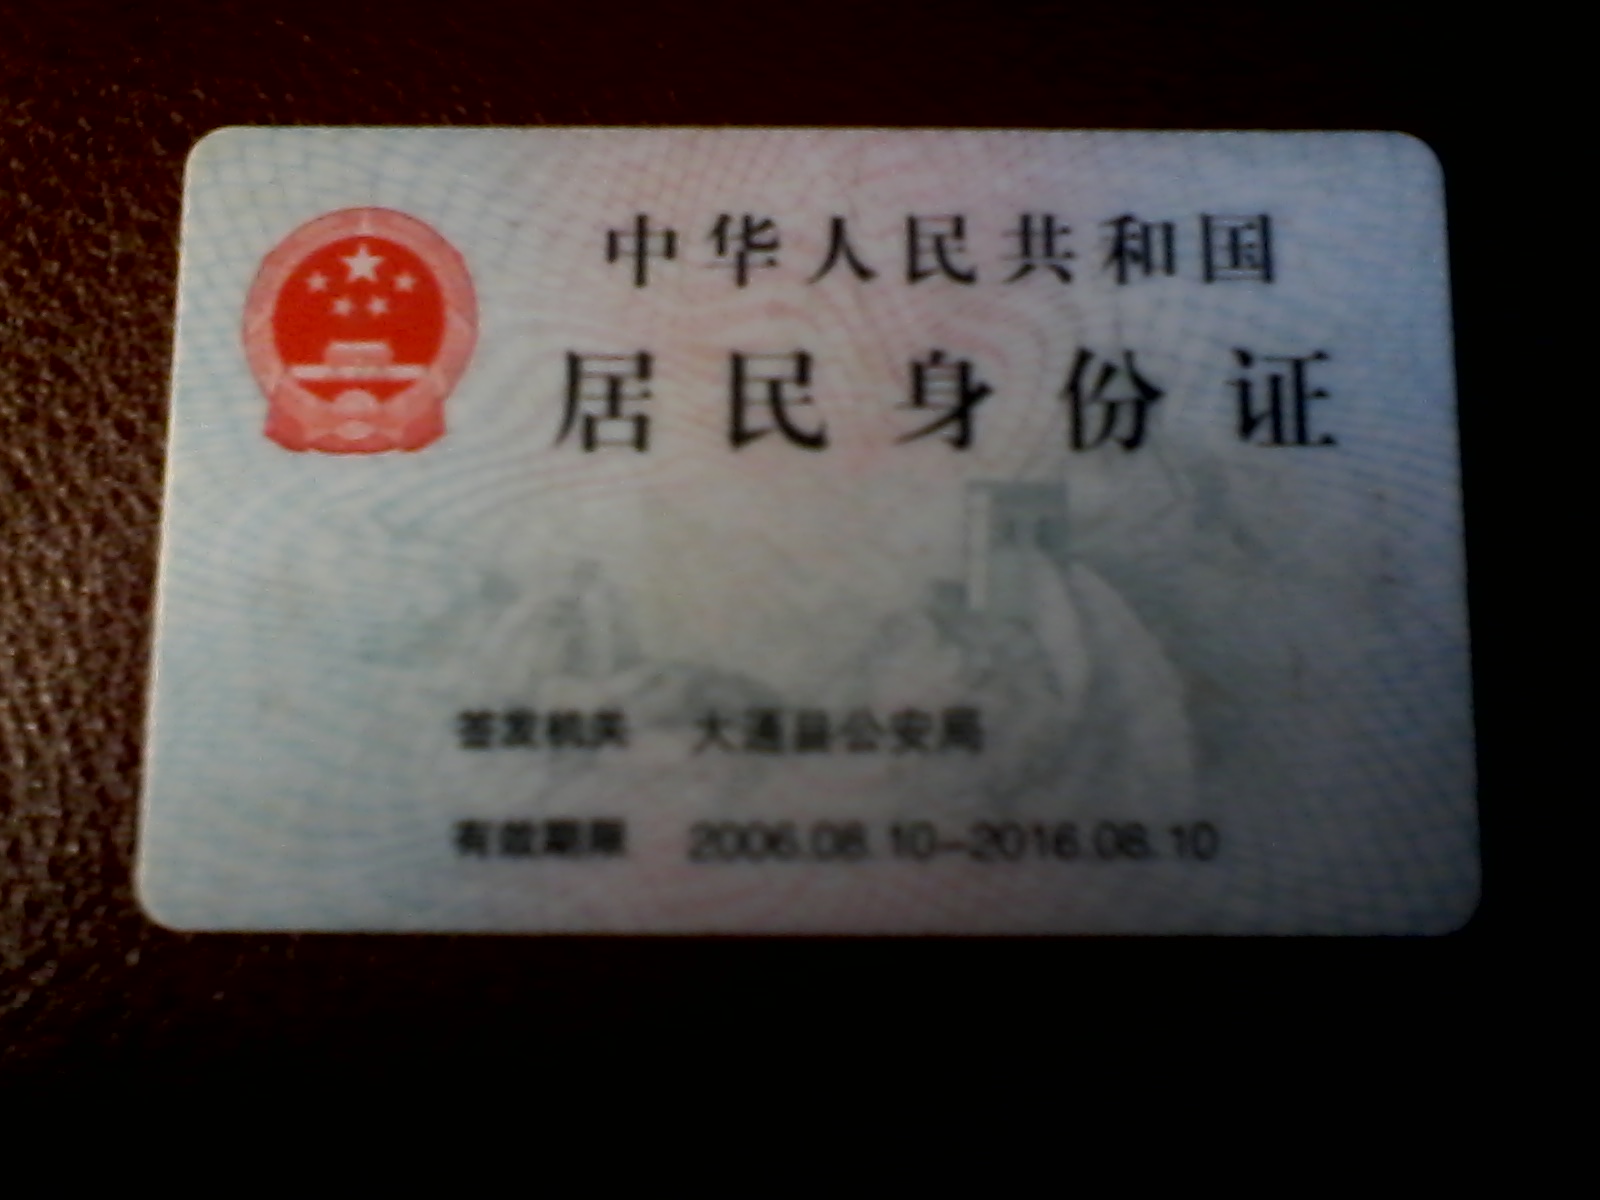 中华人民共和国
居民身份证
签发机关 大通县公安局
有效期限 2006.08.10-2016.08.10